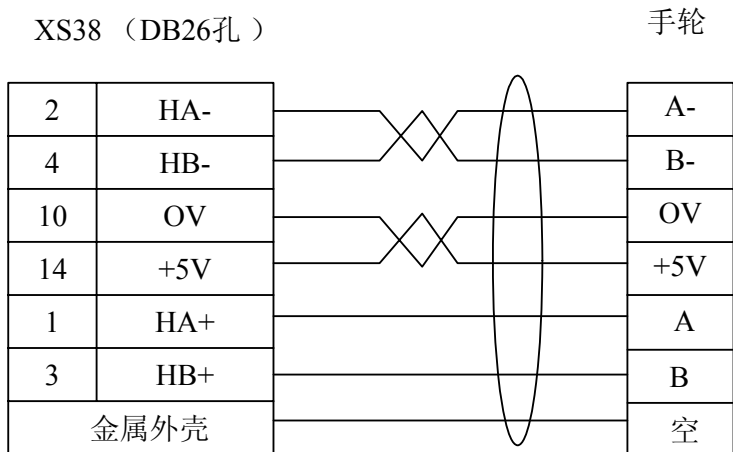 XS38 （DB26孔 ） 手轮
2 HA- A-
4 HB- B-
10 OV OV
14 +5V +5V
1 HA+ A
3 HB+ B
金属外壳 空